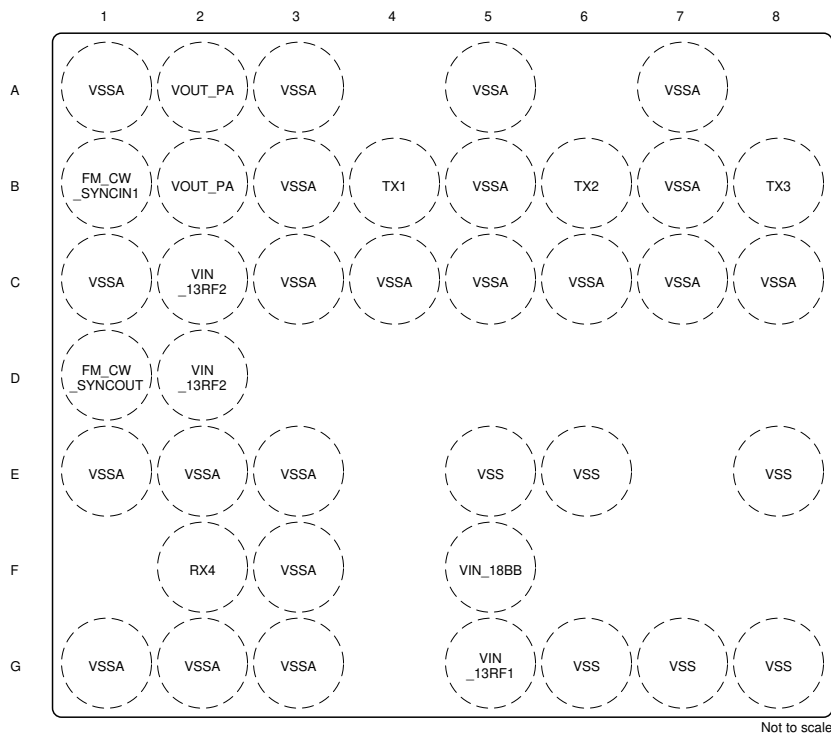 1 2 3 4 5 6 7 8
A VSSA VOUT_PA VSSA VSSA VSSA
B FM_CW
_SYNCIN1 VOUT_PA VSSA TX1 VSSA TX2 VSSA TX3
C VSSA VIN
_13RF2 VSSA VSSA VSSA VSSA VSSA VSSA
D FM_CW
_SYNCOUT VIN
_13RF2
E VSSA VSSA VSSA VSS VSS VSS
F RX4 VSSA VIN_18BB
G VSSA VSSA VSSA VIN
_13RF1 VSS VSS VSS
Not to scale